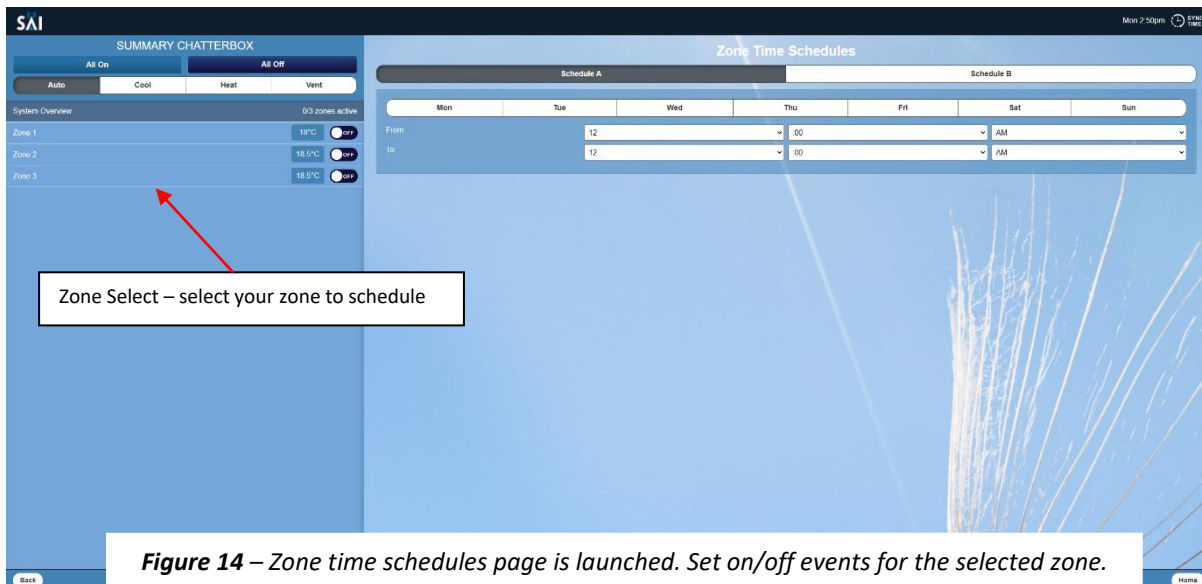 SAI
Mon 2:50pm
SYNC
TIME
SUMMARY CHATTERBOX
All On
All Off
Auto
Cool
Heat
Vent
System Overview
0/3 zones active
Zone 1
18°C
OFF
Zone 2
18.5°C
OFF
Zone 3
18.5°C
OFF
Zone Time Schedules
Schedule A
Schedule B
Mon
Tue
Wed
Thu
Fri
Sat
Sun
From:
12
:00
AM
To:
12
:00
AM
Zone Select – select your zone to schedule
Figure 14 – Zone time schedules page is launched. Set on/off events for the selected zone.
Back
Home